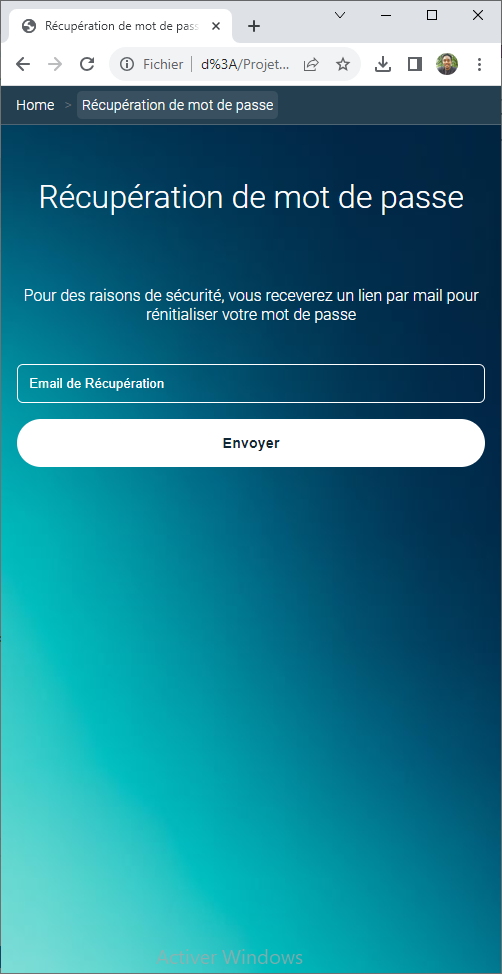 Récupération de mot de pass
Fichier | d%3A/Projet...
Home > Récupération de mot de passe
Récupération de mot de passe
Pour des raisons de sécurité, vous receverez un lien par mail pour
rénitialiser votre mot de passe
Email de Récupération
Envoyer
Activer Windows